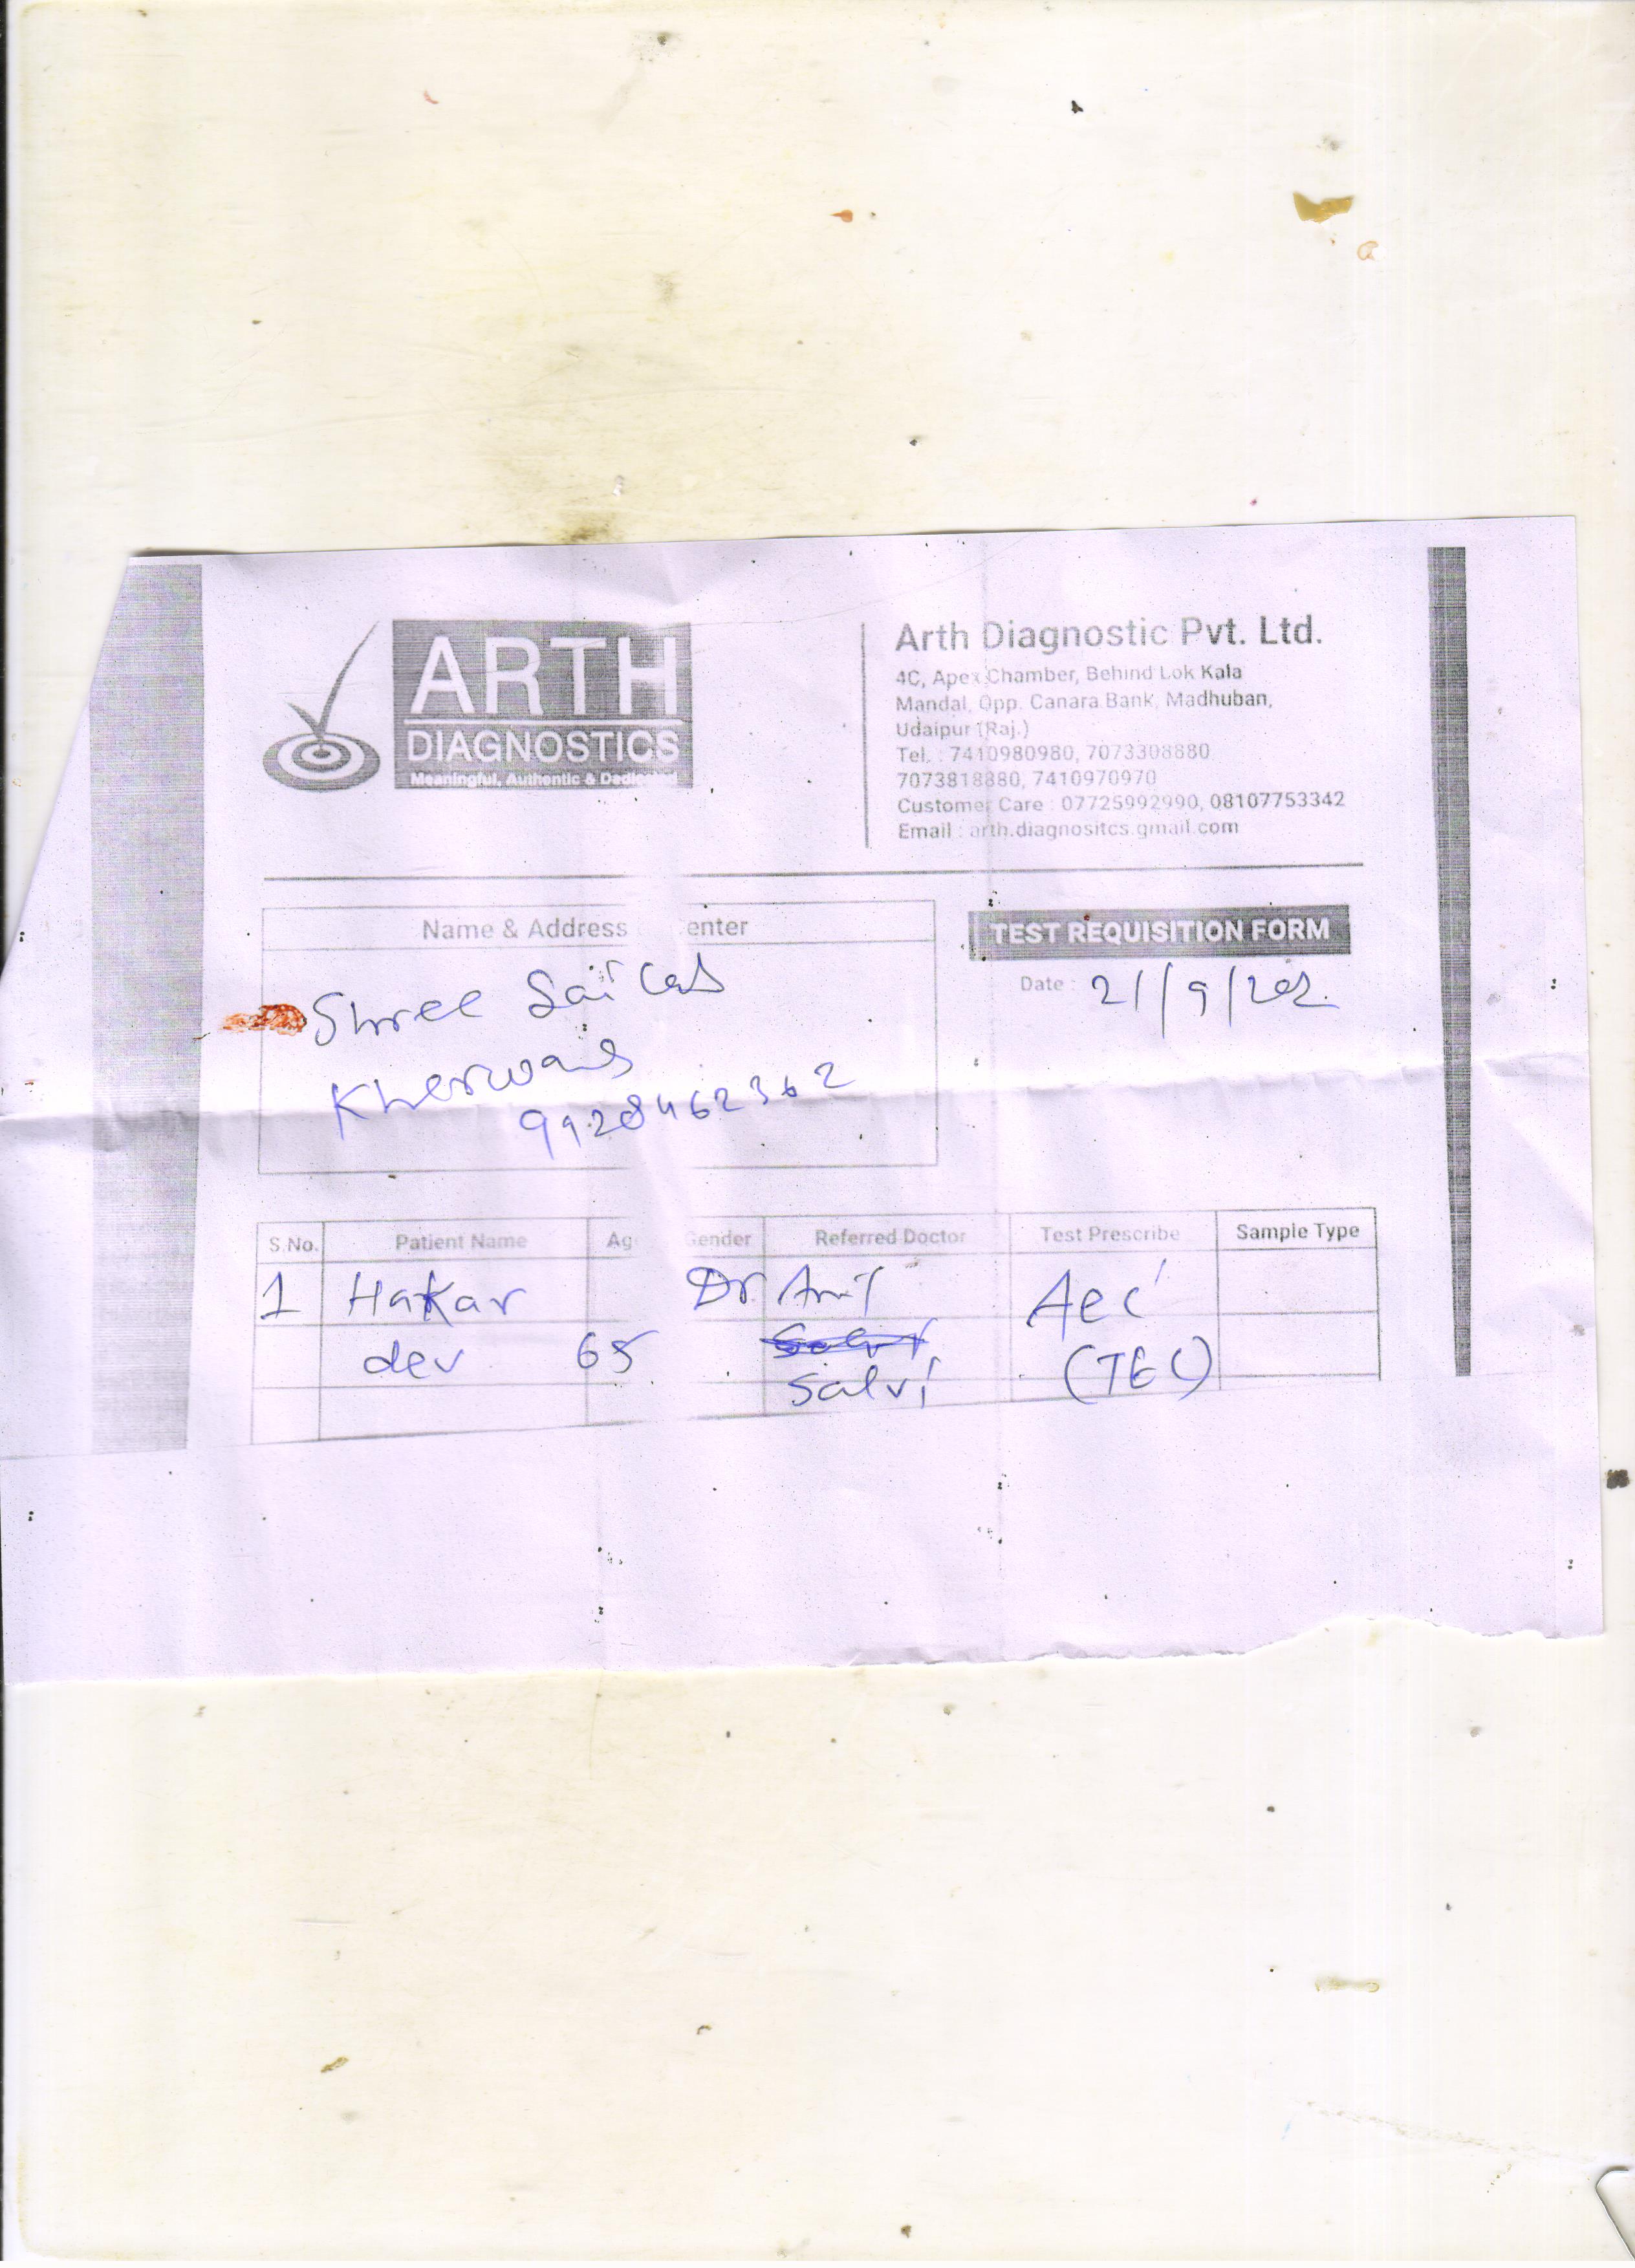 ARTH
DIAGNOSTICS
Meaningful, Authentic &
Arth Diagnostic Pvt. Ltd.
4C, Apex Chamber, Behind Lok Kala
Mandal, Opp. Canara Bank, Madhuban,
Udaipur (Raj.)
Tel. : 7410980980, 7073308880
7073818880, 7410970970
Customer Care : 07725992990, 08107753342
Email : arth.diagnositcs.gmail.com
Name & Address enter
Shree Sai Lab
9928462362
TEST REQUISITION FORM
Date : 21/9/202
S.No. Patient Name Ag Gender Referred Doctor Test Prescribe Sample Type
1 Hakar Dr. Anil Aec
dev 65 (TEC)
Salvi